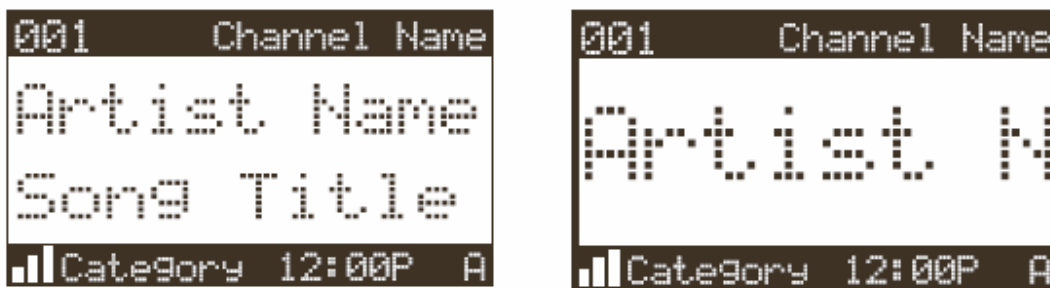 001 Channel Name
Artist Name
Song Title
Category 12:00P A
001 Channel Name
Artist N
Category 12:00P A